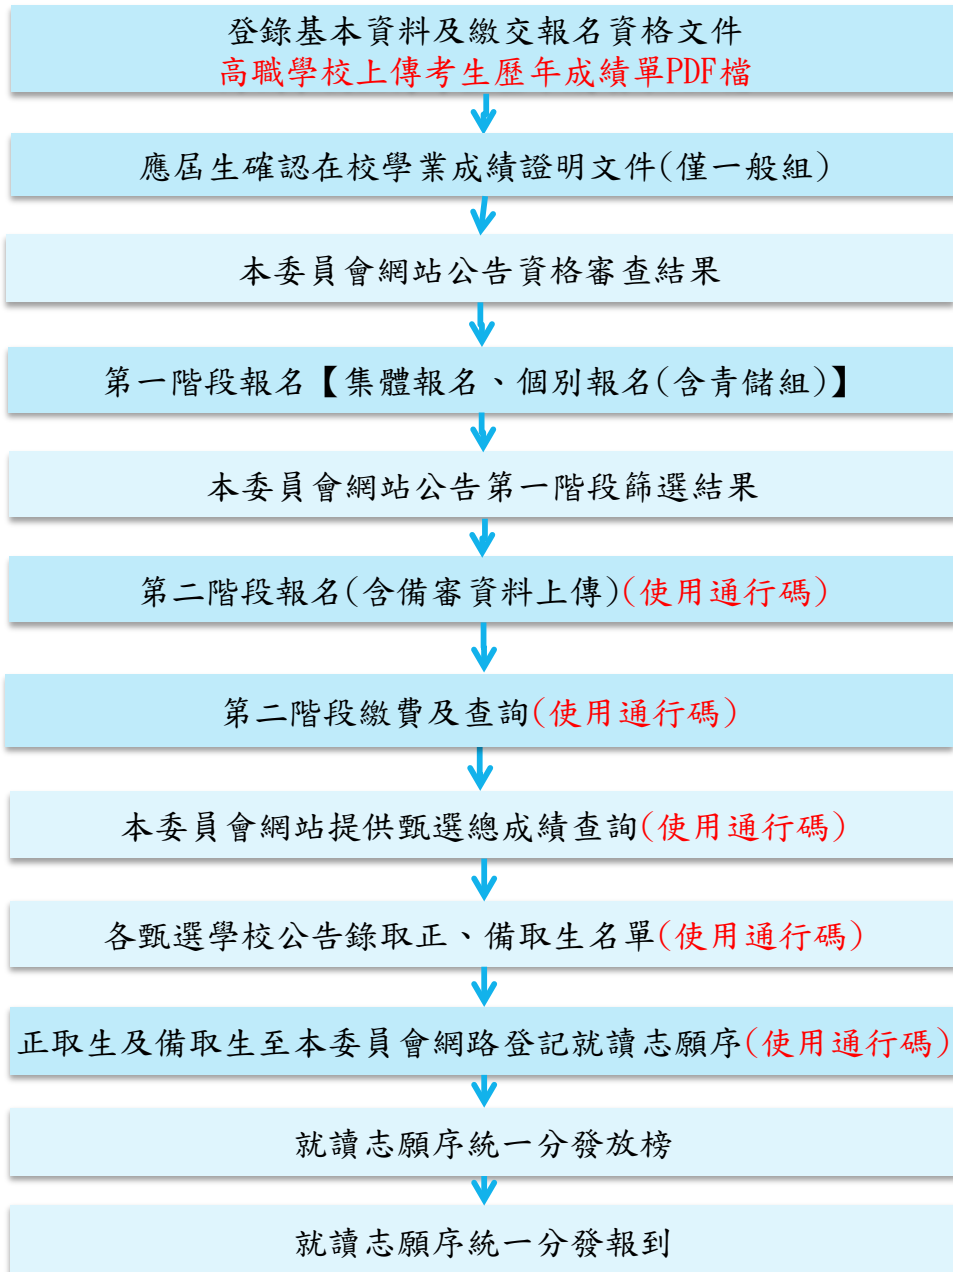 登錄基本資料及繳交報名資格文件
高職學校上傳考生歷年成績單PDF檔
應屆生確認在校學業成績證明文件(僅一般組)
本委員會網站公告資格審查結果
第一階段報名【集體報名、個別報名(含青儲組)】
本委員會網站公告第一階段篩選結果
第二階段報名(含備審資料上傳)(使用通行碼)
第二階段繳費及查詢(使用通行碼)
本委員會網站提供甄選總成績查詢(使用通行碼)
各甄選學校公告錄取正、備取生名單(使用通行碼)
正取生及備取生至本委員會網路登記就讀志願序(使用通行碼)
就讀志願序統一分發放榜
就讀志願序統一分發報到